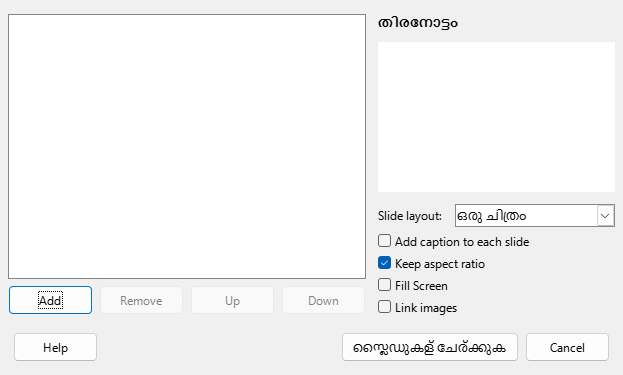 തിരനോട്ടം
Slide layout: ഒരു ചിത്രം
Add caption to each slide
Keep aspect ratio
Fill Screen
Link images
Add Remove Up Down
Help സ്ലൈഡുകള് ചേര്ക്കുക Cancel